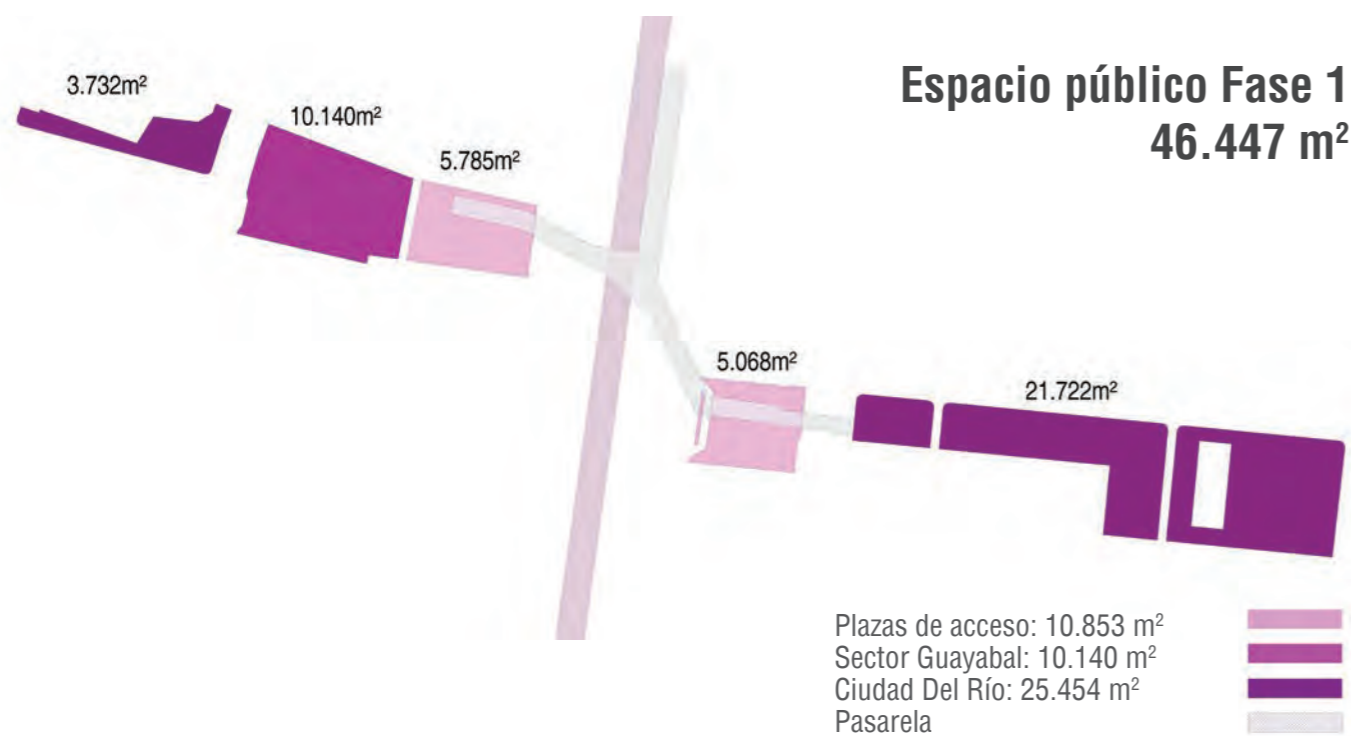 Espacio público Fase 1
46.447 m²
3.732m²
10.140m²
5.785m²
5.068m²
21.722m²
Plazas de acceso: 10.853 m²
Sector Guayabal: 10.140 m²
Ciudad Del Río: 25.454 m²
Pasarela